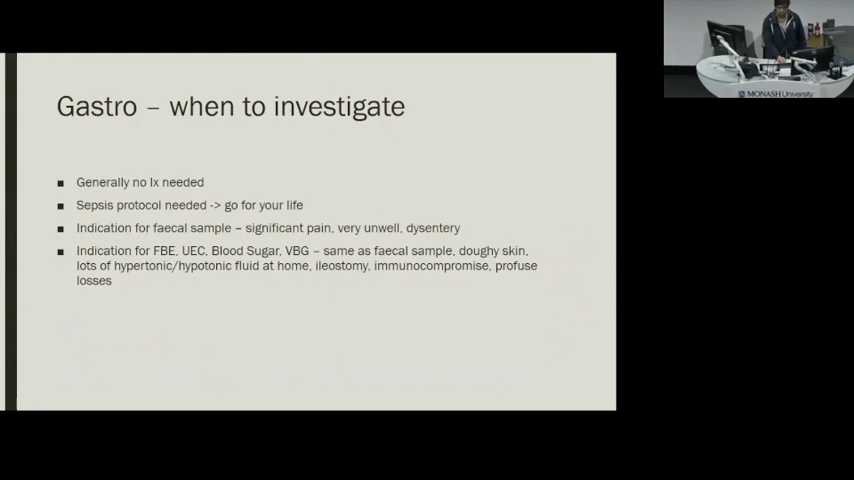 Gastro – when to investigate
■ Generally no Ix needed
■ Sepsis protocol needed -> go for your life
■ Indication for faecal sample – significant pain, very unwell, dysentery
■ Indication for FBE, UEC, Blood Sugar, VBG – same as faecal sample, doughy skin,
lots of hypertonic/hypotonic fluid at home, ileostomy, immunocompromise, profuse
losses
MONASH University